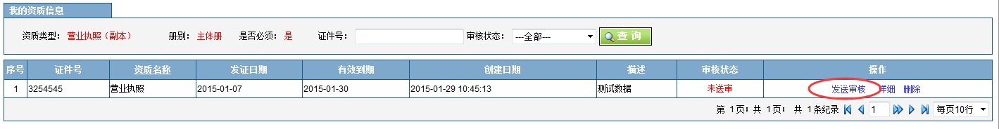 我的资质信息
资质类型： 营业执照（副本） 册别： 主体册 是否必须： 是 证件号： 审核状态： ---全部--- 查 询
序号 证件号 资质名称 发证日期 有效到期 创建日期 描述 审核状态 操作
1 3254545 营业执照 2015-01-07 2015-01-30 2015-01-29 10:45:13 测试数据 未送审 发送审核 详细 删除
第 1页; 共 1页; 共 1条纪录 1 每页10行